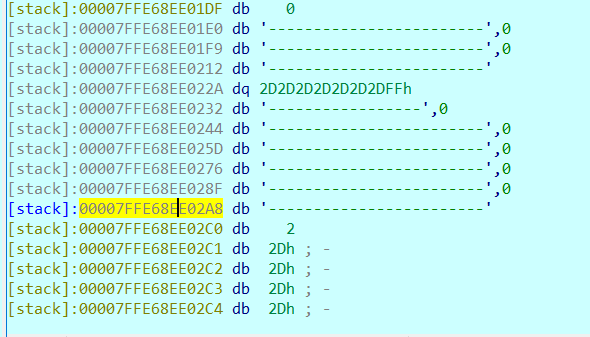 [stack]:00007FFE68EE01DF db    0
[stack]:00007FFE68EE01E0 db '------------------------',0
[stack]:00007FFE68EE01F9 db '------------------------',0
[stack]:00007FFE68EE0212 db '------------------------'
[stack]:00007FFE68EE022A dq 2D2D2D2D2D2D2DFFh
[stack]:00007FFE68EE0232 db '-----------------',0
[stack]:00007FFE68EE0244 db '------------------------',0
[stack]:00007FFE68EE025D db '------------------------',0
[stack]:00007FFE68EE0276 db '------------------------',0
[stack]:00007FFE68EE028F db '------------------------',0
[stack]:00007FFE68EE02A8 db '------------------------'
[stack]:00007FFE68EE02C0 db    2
[stack]:00007FFE68EE02C1 db  2Dh ; -
[stack]:00007FFE68EE02C2 db  2Dh ; -
[stack]:00007FFE68EE02C3 db  2Dh ; -
[stack]:00007FFE68EE02C4 db  2Dh ; -